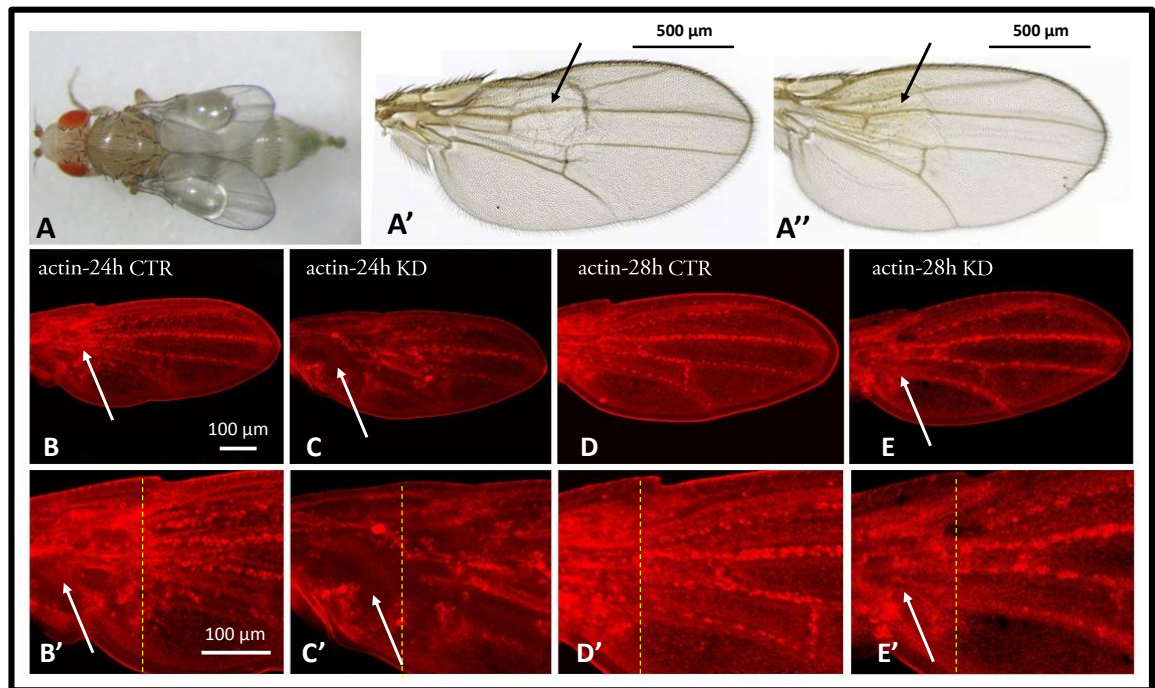 500 µm
500 µm
A
A'
A''
actin-24h CTR
actin-24h KD
actin-28h CTR
actin-28h KD
B
100 µm
C
D
E
B'
100 µm
C'
D'
E'